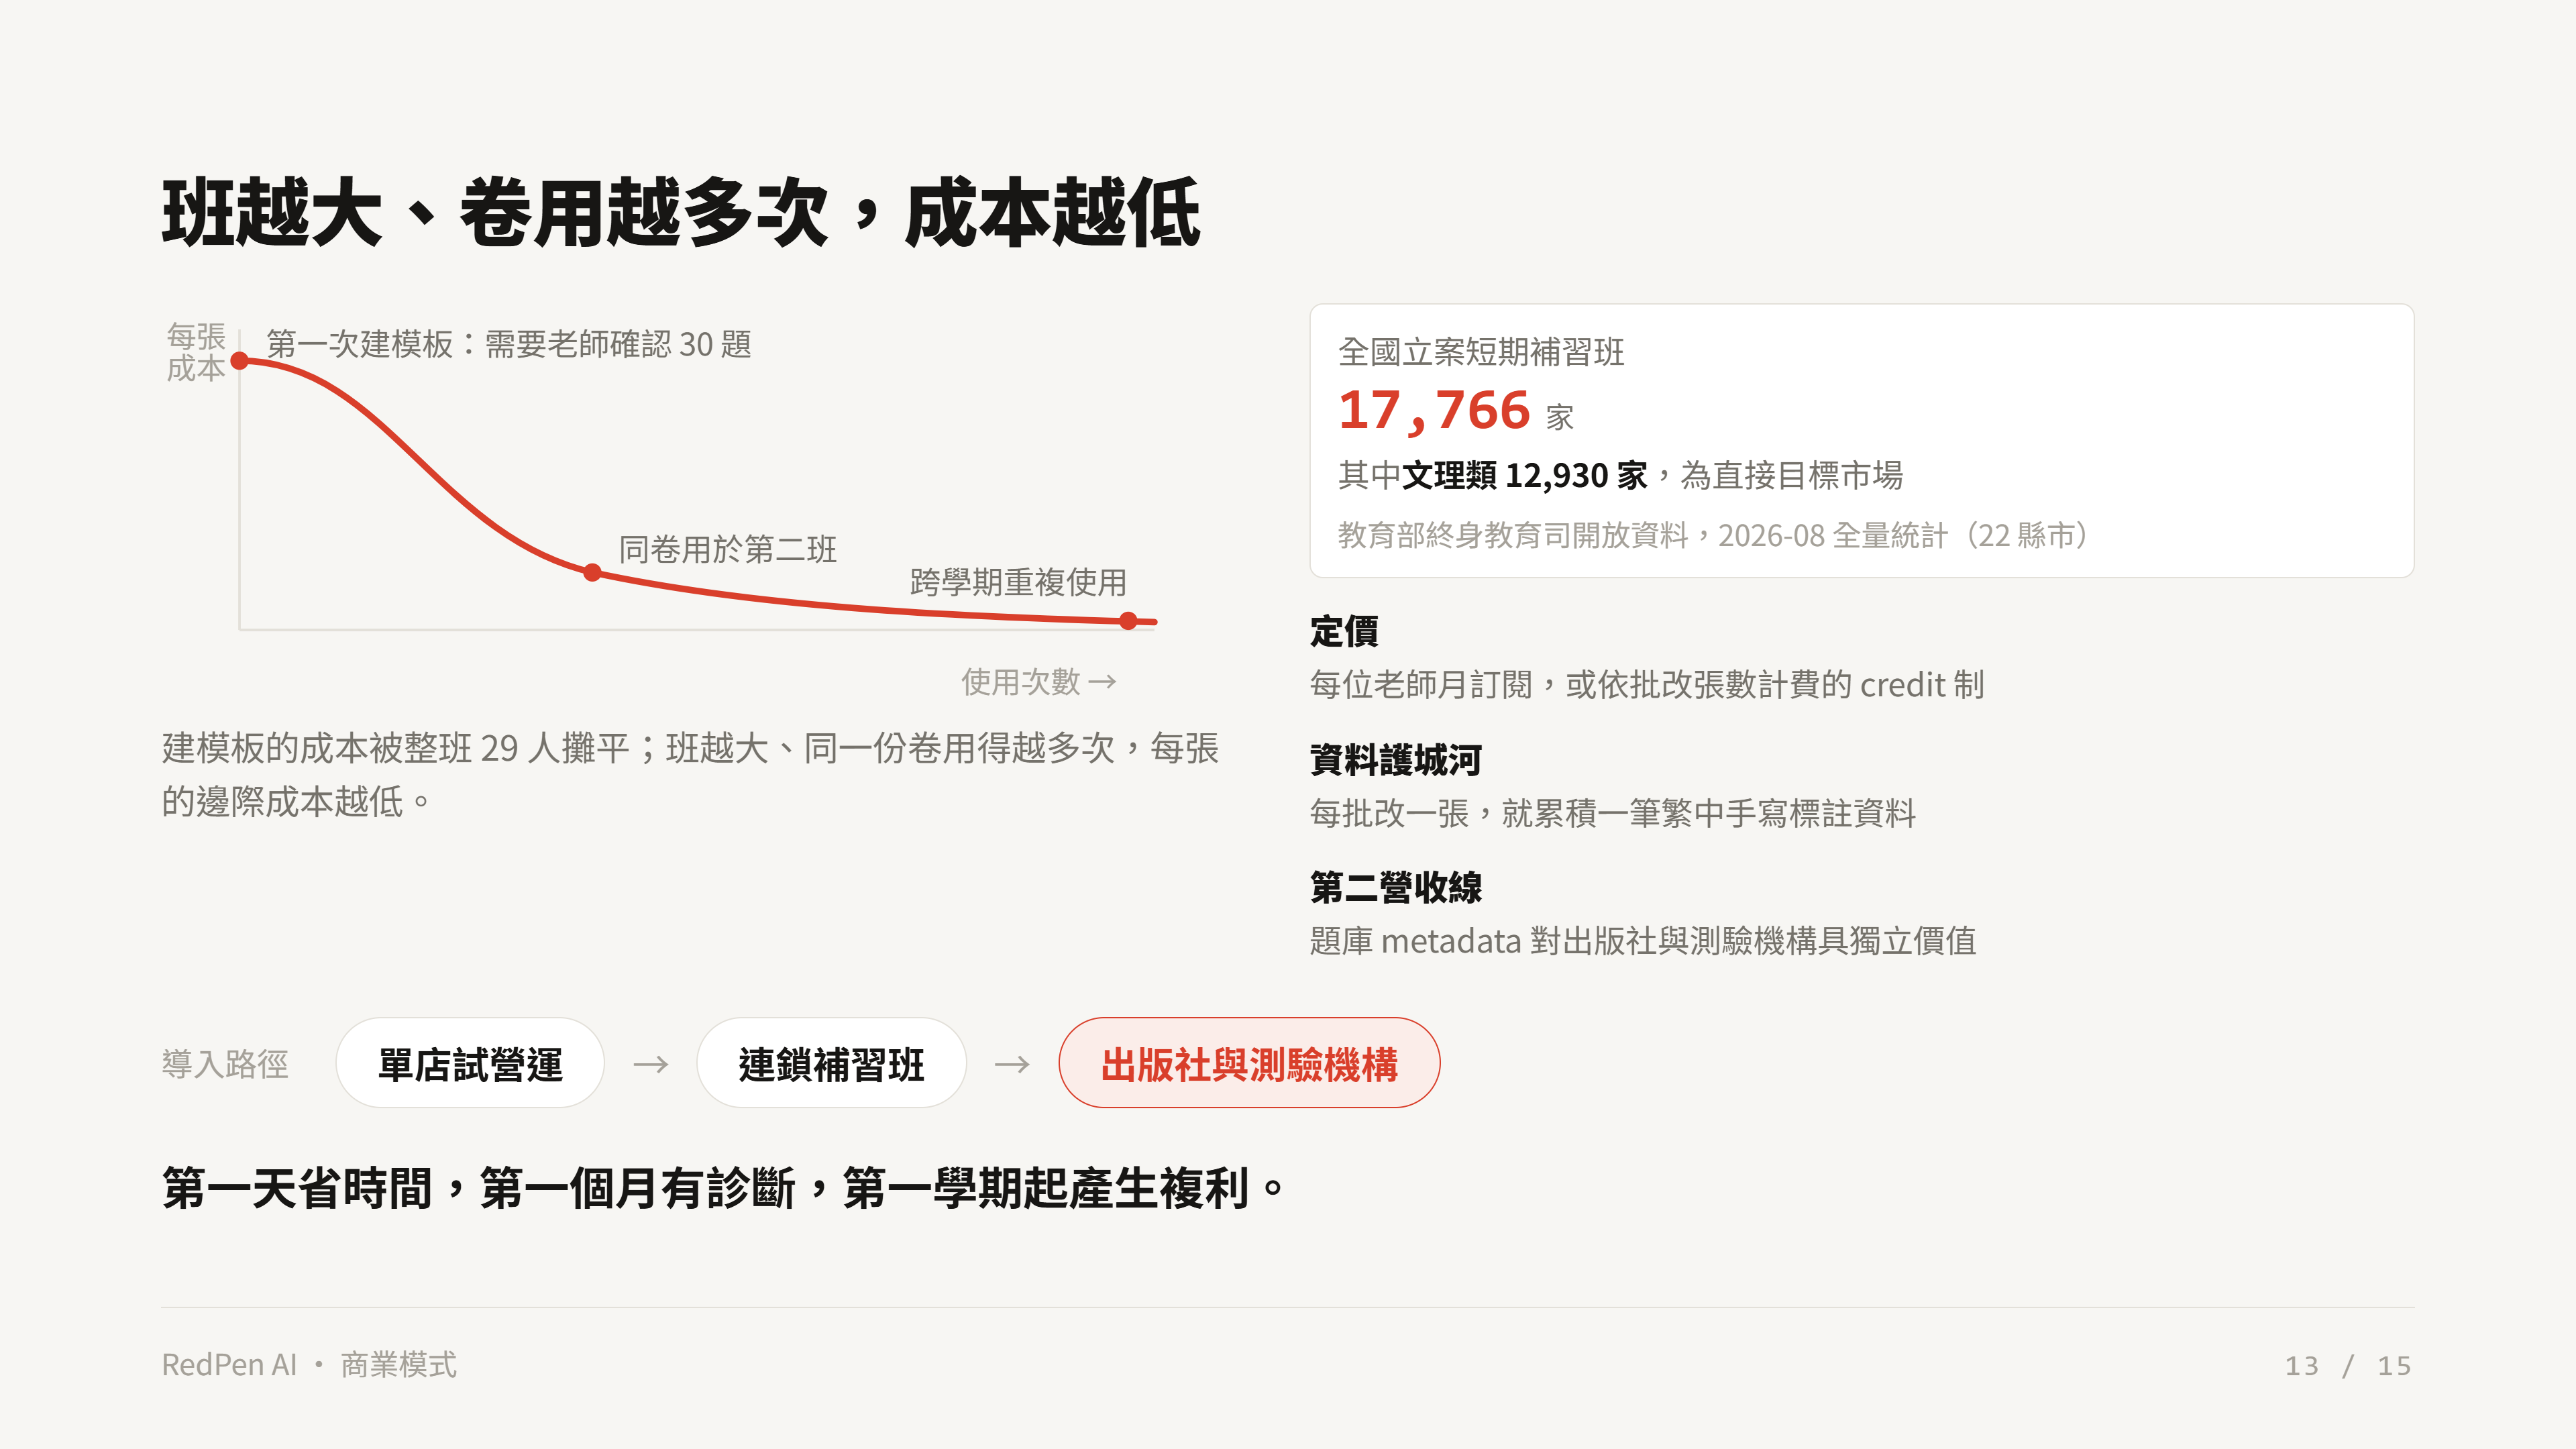 班越大、卷用越多次，成本越低
每張
成本
第一次建模板：需要老師確認 30 題
同卷用於第二班
跨學期重複使用
使用次數 →
建模板的成本被整班 29 人攤平；班越大、同一份卷用得越多次，每張
的邊際成本越低。
全國立案短期補習班
17,766 家
其中文理類 12,930 家，為直接目標市場
教育部終身教育司開放資料，2026-08 全量統計（22 縣市）
定價
每位老師月訂閱，或依批改張數計費的 credit 制
資料護城河
每批改一張，就累積一筆繁中手寫標註資料
第二營收線
題庫 metadata 對出版社與測驗機構具獨立價值
導入路徑 單店試營運 → 連鎖補習班 → 出版社與測驗機構
第一天省時間，第一個月有診斷，第一學期起產生複利。
RedPen AI · 商業模式
13 / 15